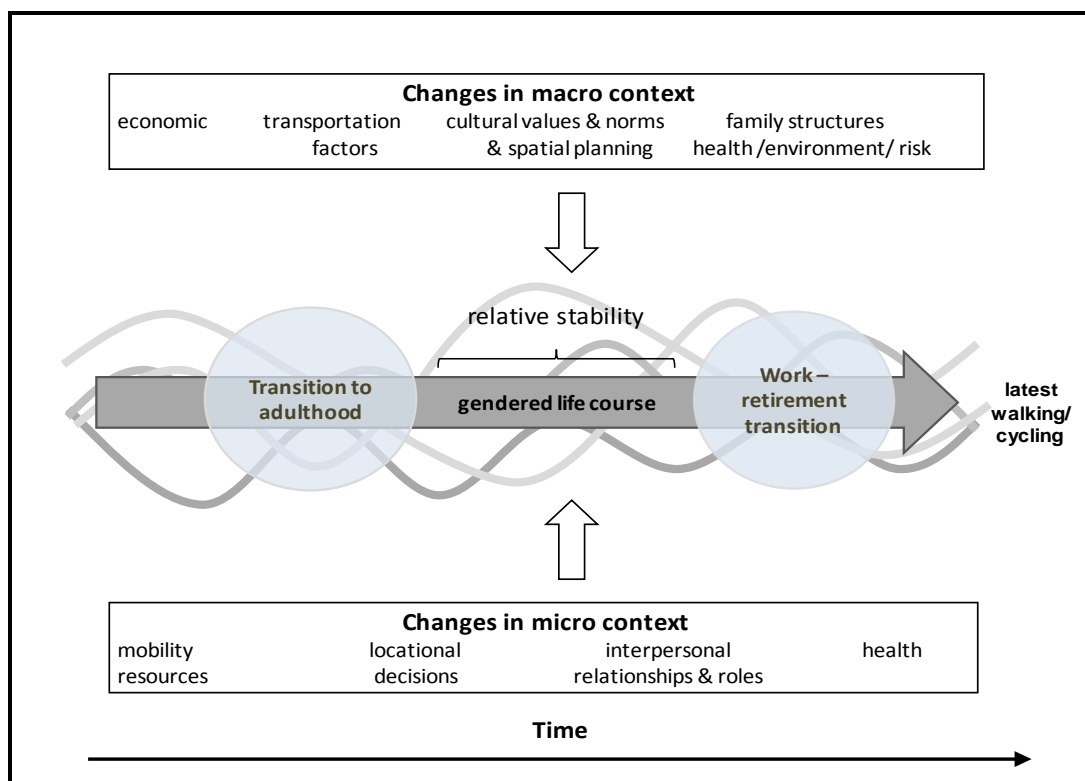 Changes in macro context
economic transportation cultural values & norms family structures
factors & spatial planning health /environment/ risk
relative stability
Transition to
adulthood
gendered life course
Work –
retirement
transition
latest
walking/
cycling
Changes in micro context
mobility locational interpersonal health
resources decisions relationships & roles
Time